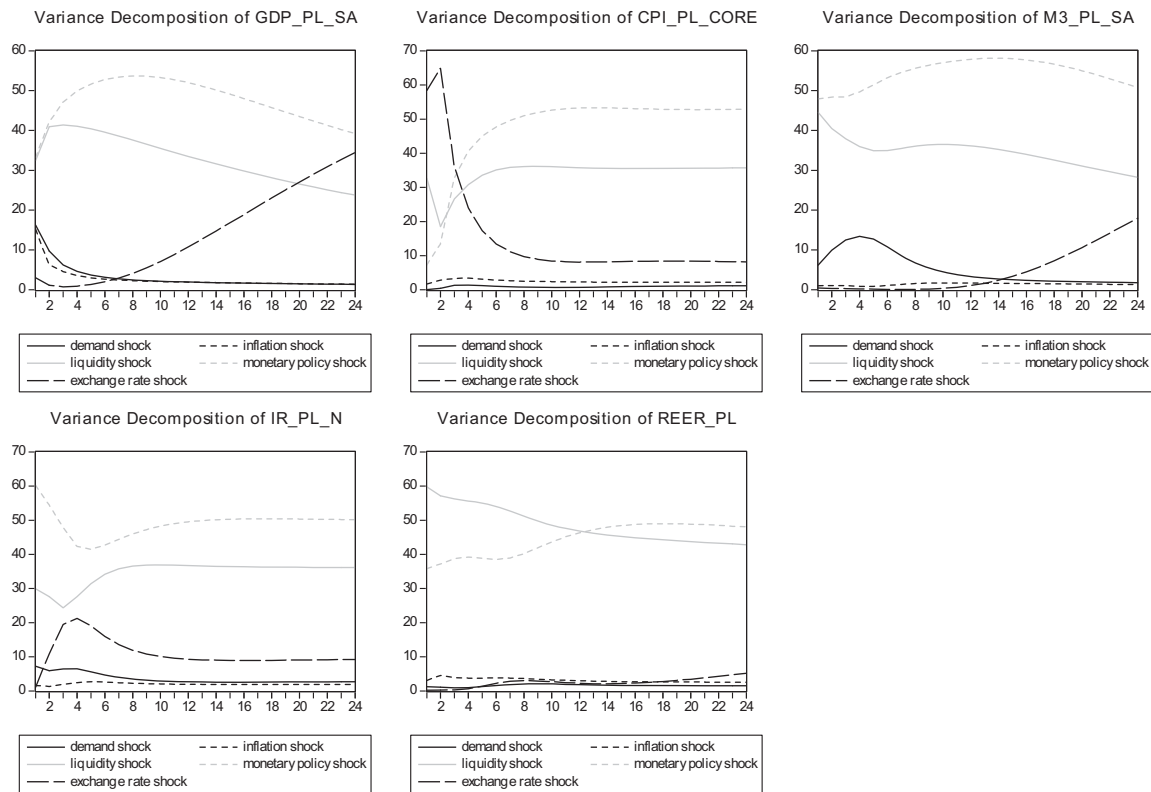 Variance Decomposition of GDP_PL_SA
60
50
40
30
20
10
0
2 4 6 8 10 12 14 16 18 20 22 24
demand shock inflation shock
liquidity shock monetary policy shock
exchange rate shock
Variance Decomposition of CPI_PL_CORE
70
60
50
40
30
20
10
0
2 4 6 8 10 12 14 16 18 20 22 24
demand shock inflation shock
liquidity shock monetary policy shock
exchange rate shock
Variance Decomposition of M3_PL_SA
60
50
40
30
20
10
0
2 4 6 8 10 12 14 16 18 20 22 24
demand shock inflation shock
liquidity shock monetary policy shock
exchange rate shock
Variance Decomposition of IR_PL_N
70
60
50
40
30
20
10
0
2 4 6 8 10 12 14 16 18 20 22 24
demand shock inflation shock
liquidity shock monetary policy shock
exchange rate shock
Variance Decomposition of REER_PL
70
60
50
40
30
20
10
0
2 4 6 8 10 12 14 16 18 20 22 24
demand shock inflation shock
liquidity shock monetary policy shock
exchange rate shock